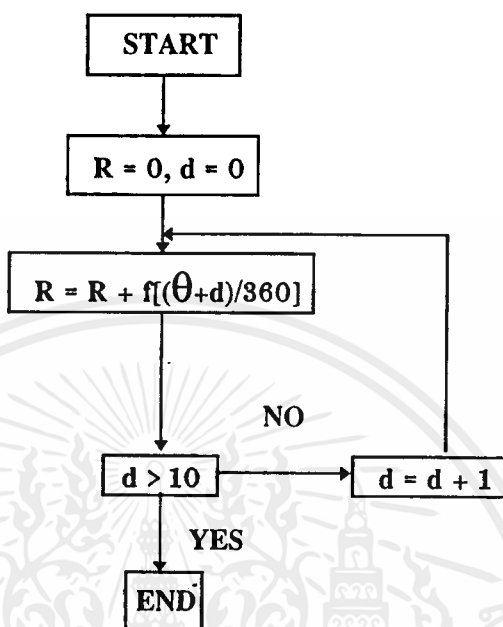 START
R = 0, d = 0
R = R + f[(θ+d)/360]
NO
d > 10
d = d + 1
YES
END